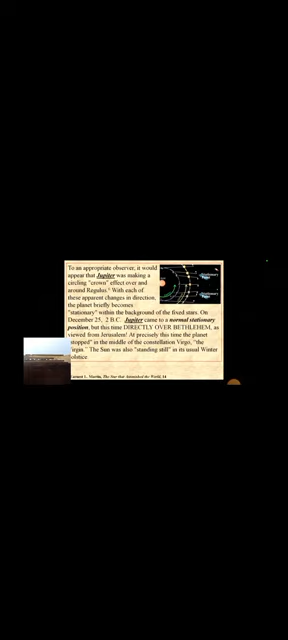 To an appropriate observer, it would
appear that Jupiter was making a
circling "crown" effect over and
around Regulus. With each of
these apparent changes in direction,
the planet briefly becomes
"stationary" within the background of the fixed stars. On
December 25, 2 B.C. Jupiter came to a normal stationary
position, but this time DIRECTLY OVER BETHLEHEM, as
viewed from Jerusalem! At precisely this time the planet
"stopped" in the middle of the constellation Virgo, "the
Virgin." The Sun was also "standing still" in its usual Winter
solstice
Ernest L. Martin, The Star that Astonished the World, 14